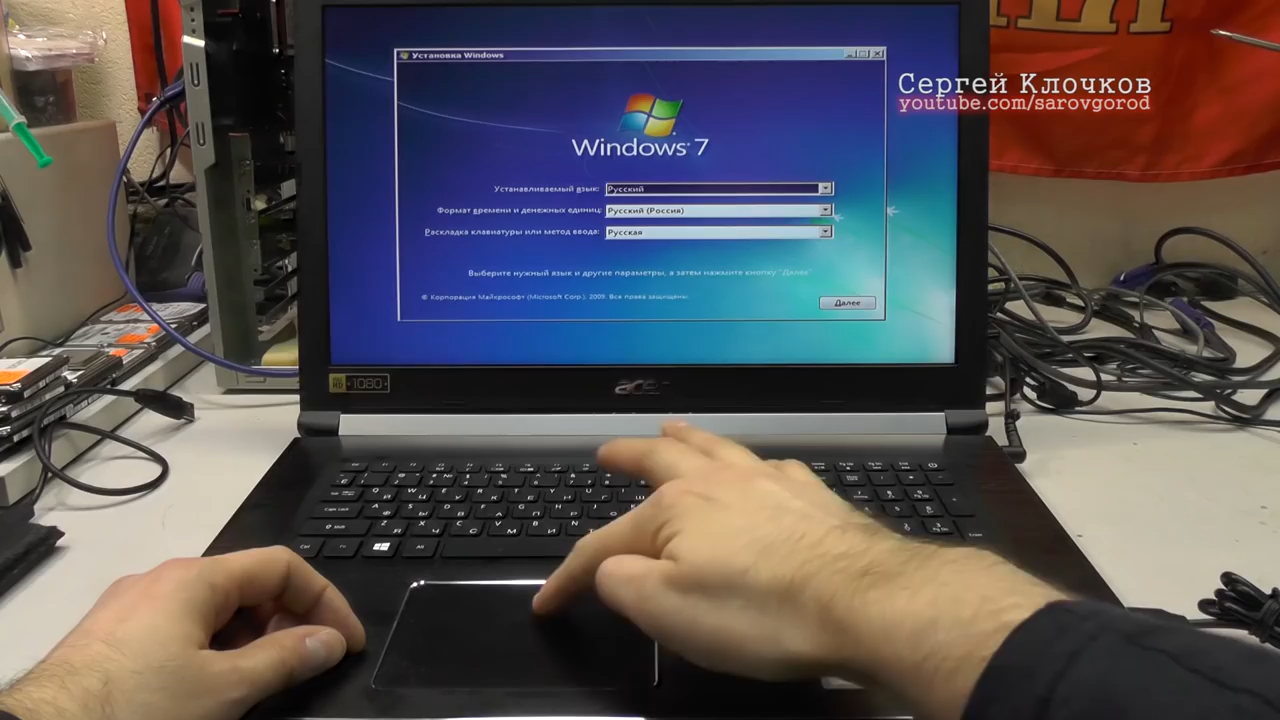 Установка Windows
Сергей Клочков
youtube.com/sarovgorod
Windows 7
Устанавливаемый язык: Русский
Формат времени и денежных единиц: Русский (Россия)
Раскладка клавиатуры или метод ввода: Русская
Выберите нужный язык и другие параметры, а затем нажмите кнопку "Далее"
© Корпорация Майкрософт (Microsoft Corp.), 2009. Все права защищены.
Далее
1080
acer